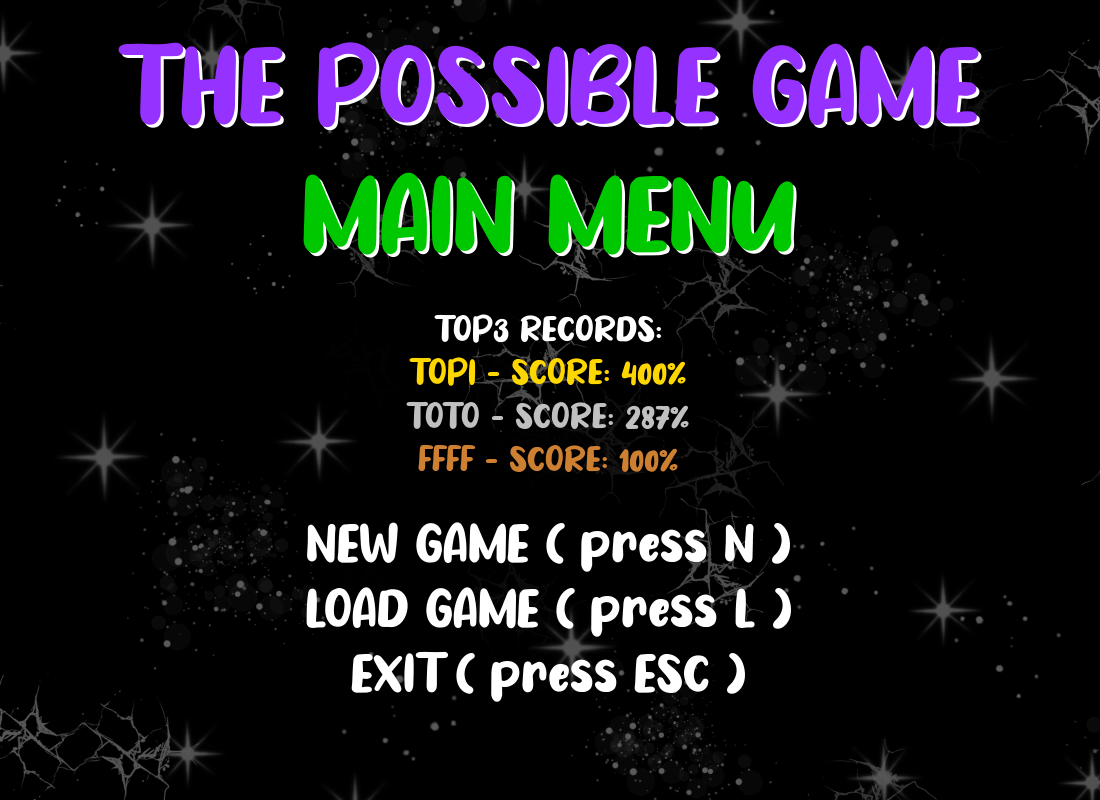 THE POSSIBLE GAME
MAIN MENU
TOP3 RECORDS:
TOP1 - SCORE: 400%
TOTO - SCORE: 287%
FFFF - SCORE: 100%
NEW GAME ( press N )
LOAD GAME ( press L )
EXIT ( press ESC )